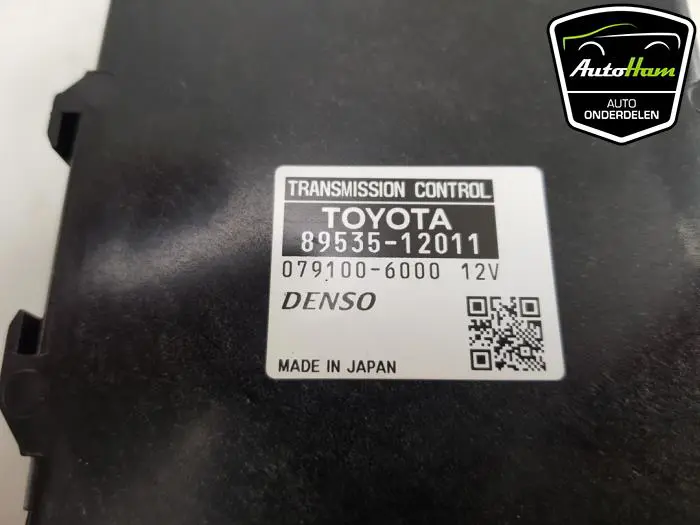 AutoHam
AUTO
ONDERDELEN
TRANSMISSION CONTROL
TOYOTA
89535-12011
079100-6000 12V
DENSO
MADE IN JAPAN